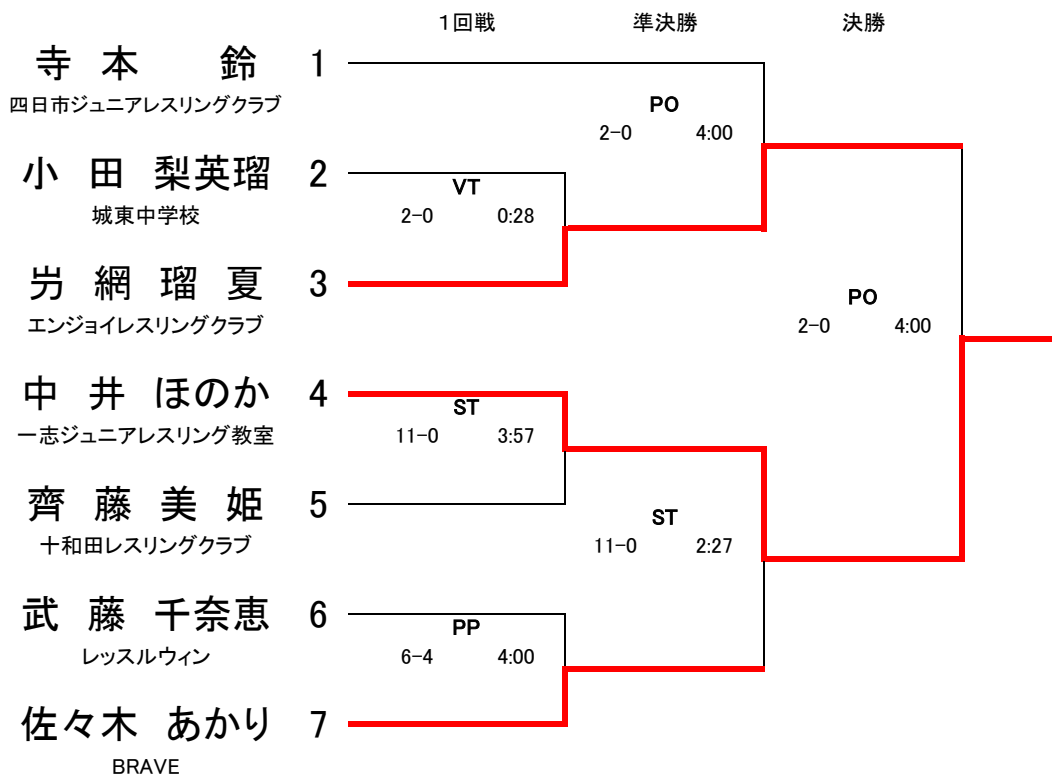 1回戦 準決勝 決勝
寺 本 鈴 1
四日市ジュニアレスリングクラブ
PO
2-0 4:00
小 田 梨英瑠 2
城東中学校
VT
2-0 0:28
屶 網 瑠 夏 3
エンジョイレスリングクラブ
PO
2-0 4:00
中 井 ほのか 4
一志ジュニアレスリング教室
ST
11-0 3:57
齊 藤 美 姫 5
十和田レスリングクラブ
ST
11-0 2:27
武 藤 千奈恵 6
レッスルウィン
PP
6-4 4:00
佐々木 あかり 7
BRAVE